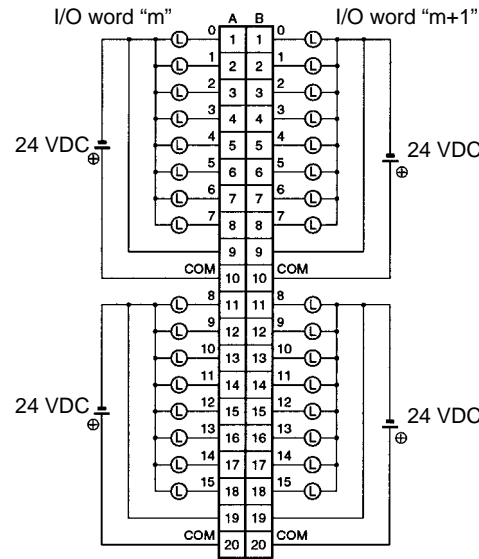 I/O word “m” A B I/O word “m+1”
L 0 1 1 0 L
L 1 2 2 1 L
L 2 3 3 2 L
L 3 4 4 3 L
24 VDC L 4 5 5 4 L 24 VDC
⊕ L 5 6 6 5 L ⊕
L 6 7 7 6 L
L 7 8 8 7 L
9 9
COM 10 10 COM
L 8 11 11 8 L
L 9 12 12 9 L
L 10 13 13 10 L
L 11 14 14 11 L
24 VDC L 12 15 15 12 L 24 VDC
⊕ L 13 16 16 13 L ⊕
L 14 17 17 14 L
L 15 18 18 15 L
19 19
COM 20 20 COM